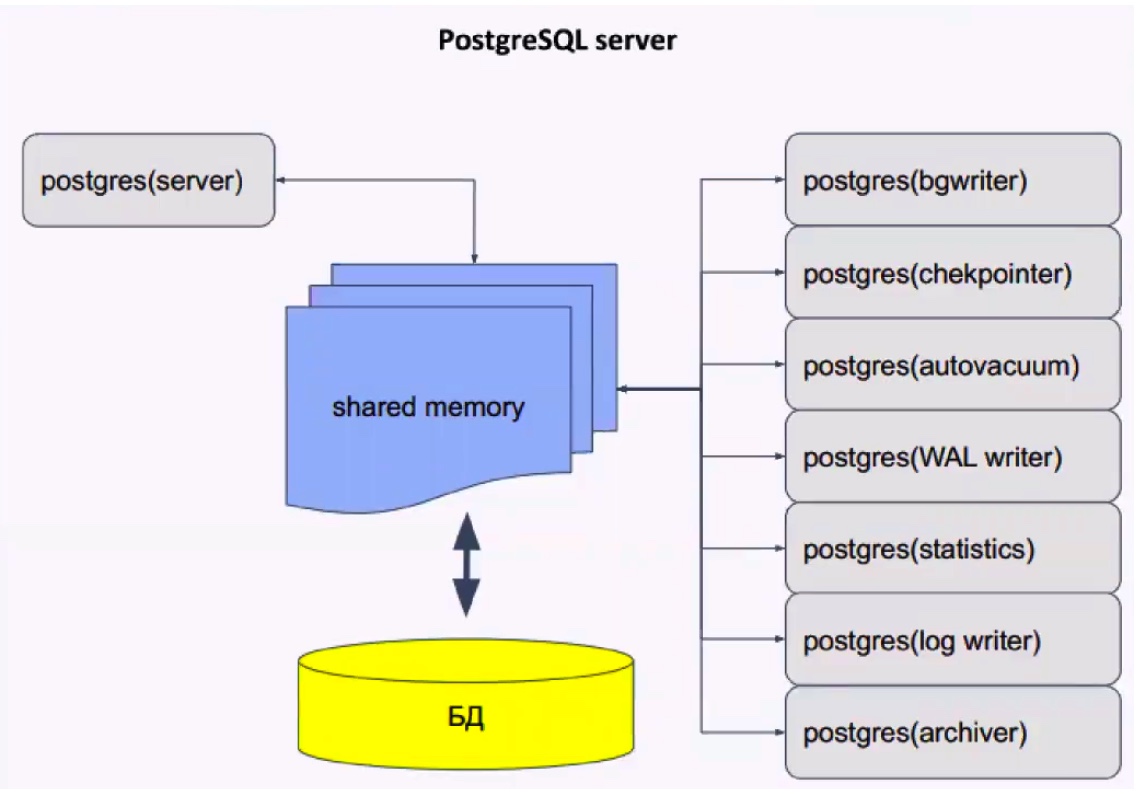 PostgreSQL server
postgres(server)
postgres(bgwriter)
postgres(chekpointer)
postgres(autovacuum)
shared memory
postgres(WAL writer)
postgres(statistics)
postgres(log writer)
БД
postgres(archiver)